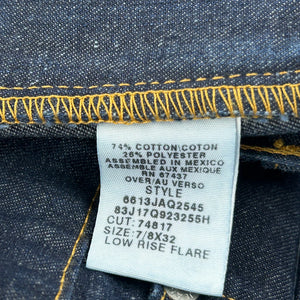 74% COTTON/COTON
26% POLYESTER
ASSEMBLED IN MEXICO
ASSEMBLE AUX MEXICO
RN 67437
OVER/AU VERSO
STYLE
6613JAQ2545
83J17Q923255H
CUT: 74817
SIZE: 7/8X32
LOW RISE FLARE